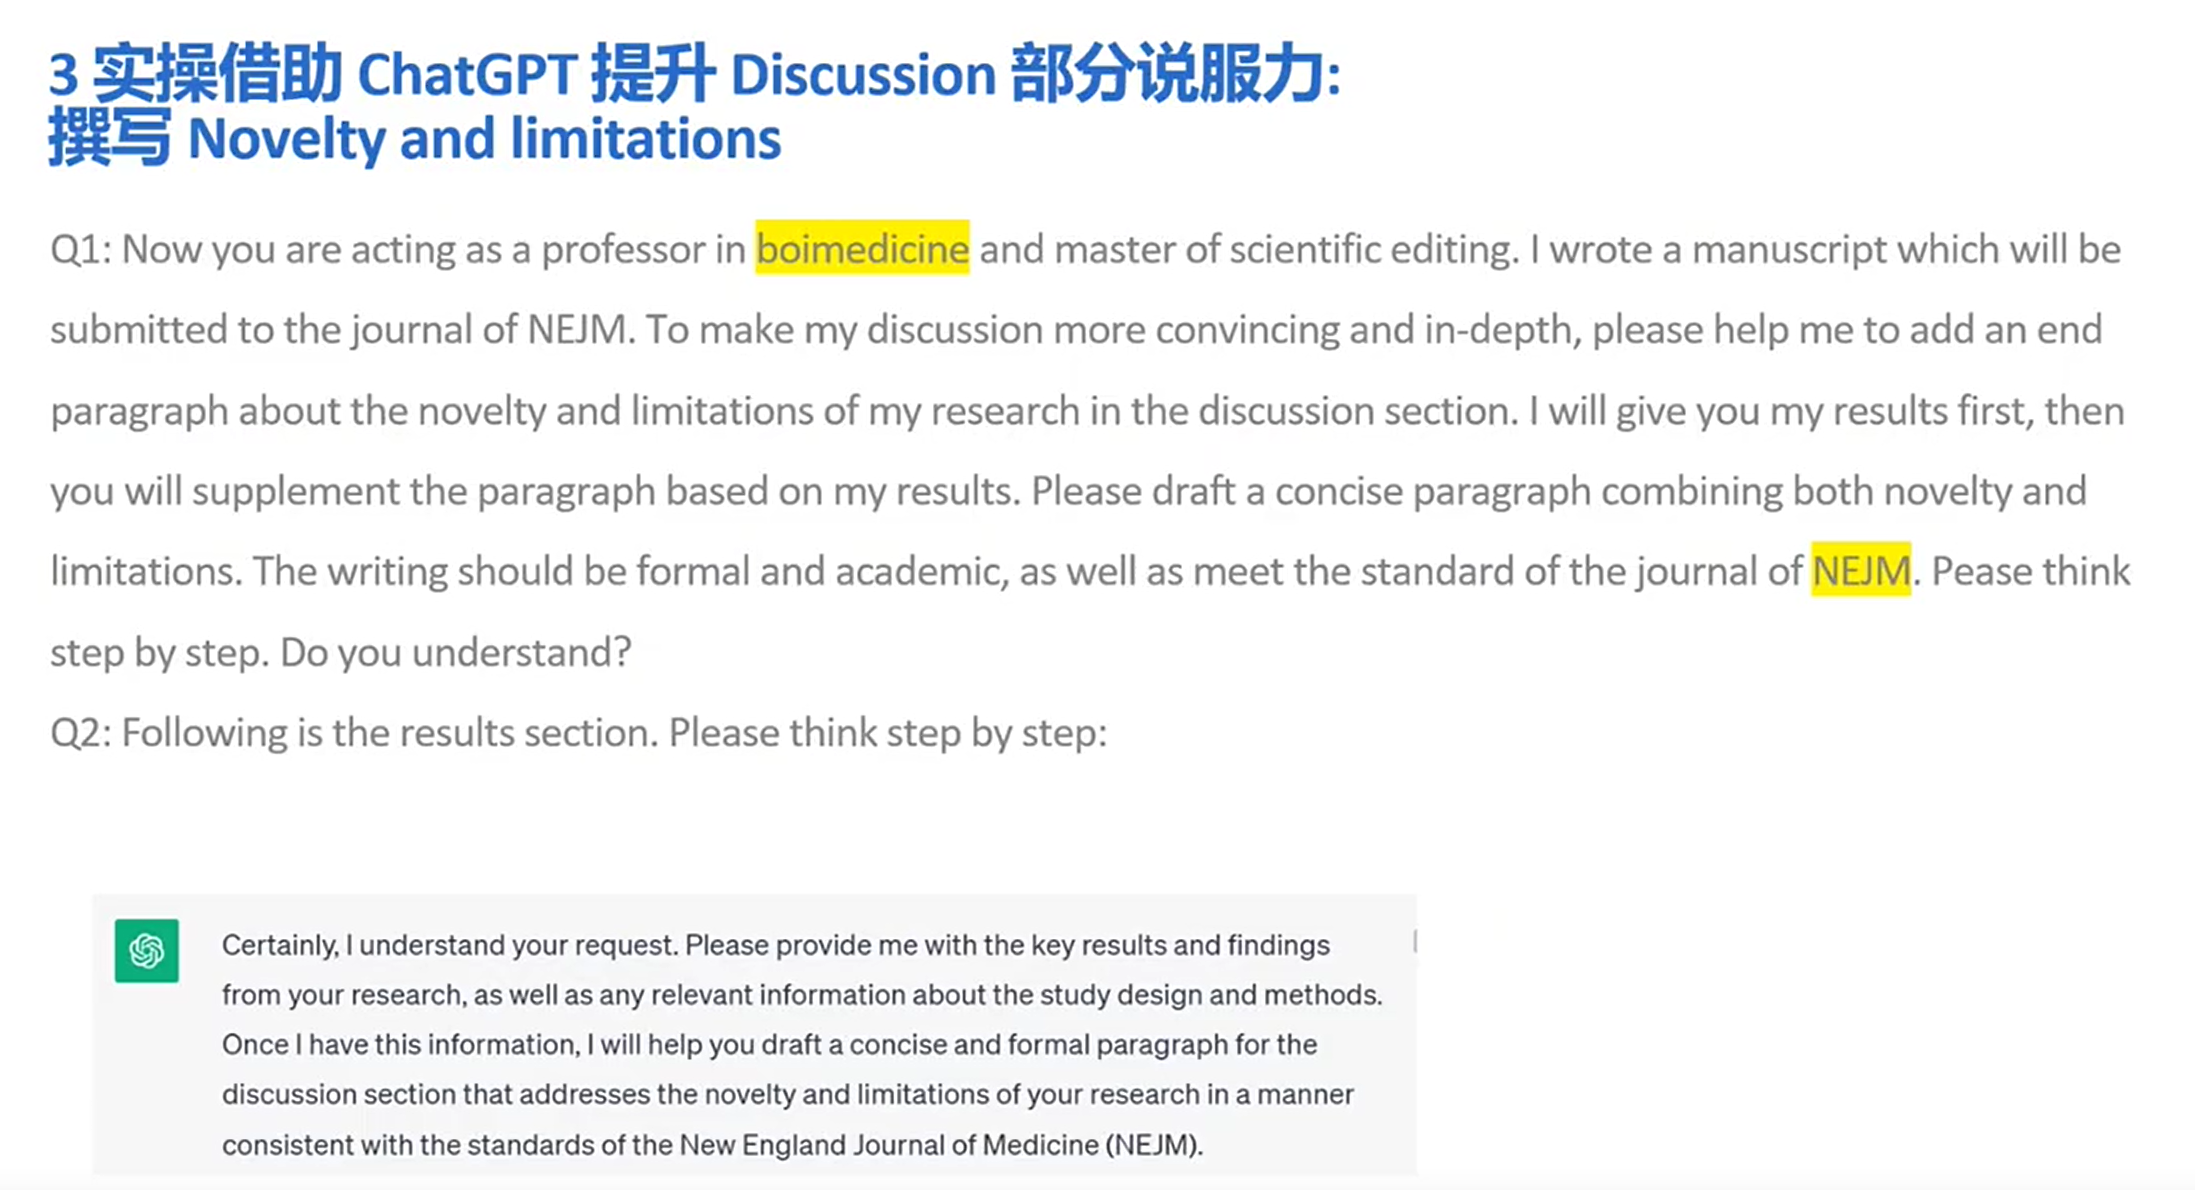 3 实操借助 ChatGPT 提升 Discussion 部分说服力:
撰写 Novelty and limitations
Q1: Now you are acting as a professor in boimedicine and master of scientific editing. I wrote a manuscript which will be
submitted to the journal of NEJM. To make my discussion more convincing and in-depth, please help me to add an end
paragraph about the novelty and limitations of my research in the discussion section. I will give you my results first, then
you will supplement the paragraph based on my results. Please draft a concise paragraph combining both novelty and
limitations. The writing should be formal and academic, as well as meet the standard of the journal of NEJM. Pease think
step by step. Do you understand?
Q2: Following is the results section. Please think step by step:
Certainly, I understand your request. Please provide me with the key results and findings
from your research, as well as any relevant information about the study design and methods.
Once I have this information, I will help you draft a concise and formal paragraph for the
discussion section that addresses the novelty and limitations of your research in a manner
consistent with the standards of the New England Journal of Medicine (NEJM).